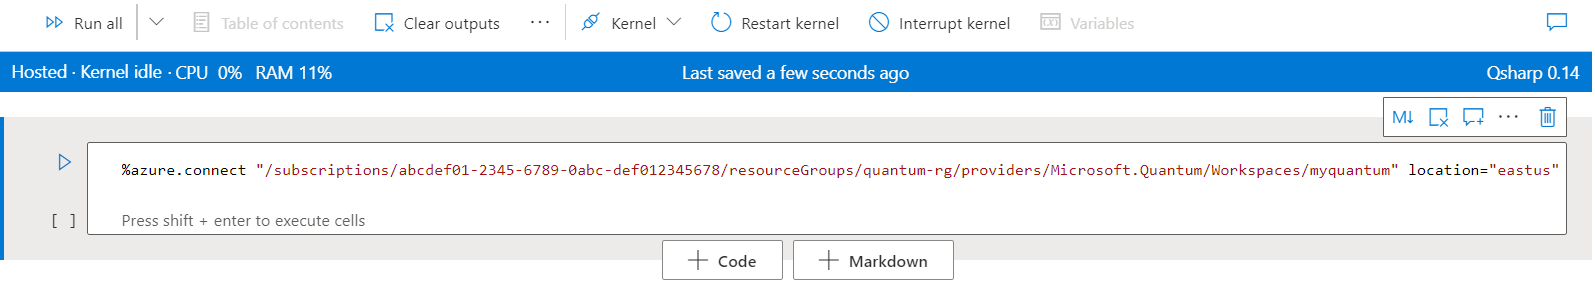 Run all Table of contents Clear outputs ··· Kernel Restart kernel Interrupt kernel Variables
Hosted · Kernel idle · CPU 0% RAM 11% Last saved a few seconds ago Qsharp 0.14
M↓ ···
%azure.connect "/subscriptions/abcdef01-2345-6789-0abc-def012345678/resourceGroups/quantum-rg/providers/Microsoft.Quantum/Workspaces/myquantum" location="eastus"
[ ] Press shift + enter to execute cells
+ Code + Markdown